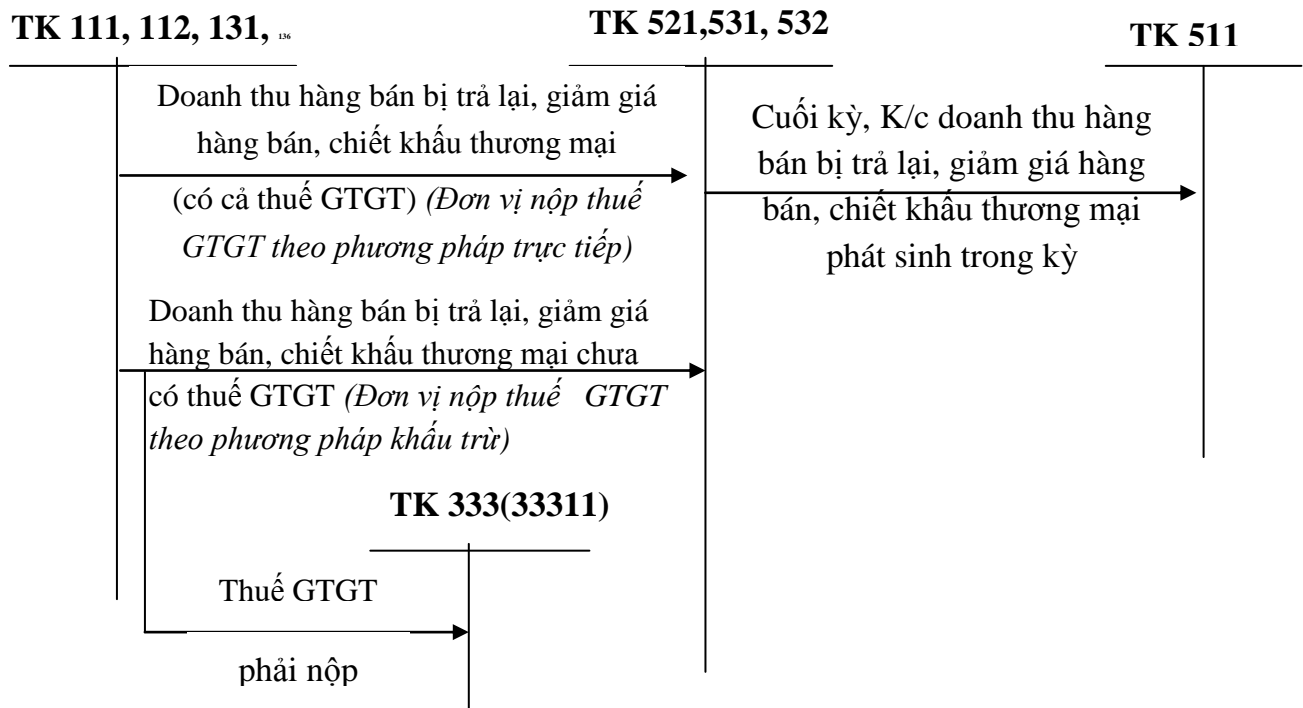 TK 111, 112, 131, 136
TK 521,531, 532
TK 511
Doanh thu hàng bán bị trả lại, giảm giá
hàng bán, chiết khấu thương mại
(có cả thuế GTGT) (Đơn vị nộp thuế
GTGT theo phương pháp trực tiếp)
Cuối kỳ, K/c doanh thu hàng
bán bị trả lại, giảm giá hàng
bán, chiết khấu thương mại
phát sinh trong kỳ
Doanh thu hàng bán bị trả lại, giảm giá
hàng bán, chiết khấu thương mại chưa
có thuế GTGT (Đơn vị nộp thuế GTGT
theo phương pháp khấu trừ)
TK 333(33311)
Thuế GTGT
phải nộp